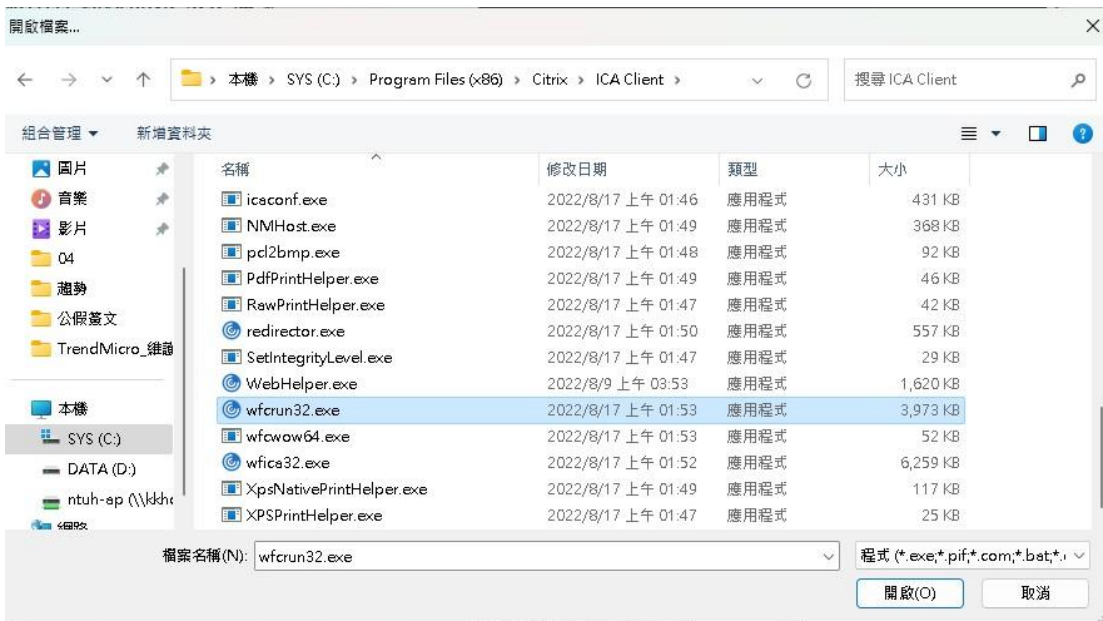 開啟檔案...
本機 › SYS (C:) › Program Files (x86) › Citrix › ICA Client ›
搜尋 ICA Client
組合管理
新增資料夾
圖片
音樂
影片
04
趨勢
公假簽文
TrendMicro_維護
本機
SYS (C:)
DATA (D:)
ntuh-ap (\\kkh
網路
名稱 修改日期 類型 大小
icaconf.exe 2022/8/17 上午 01:46 應用程式 431 KB
NMHost.exe 2022/8/17 上午 01:49 應用程式 368 KB
pcl2bmp.exe 2022/8/17 上午 01:48 應用程式 92 KB
PdfPrintHelper.exe 2022/8/17 上午 01:49 應用程式 46 KB
RawPrintHelper.exe 2022/8/17 上午 01:47 應用程式 42 KB
redirector.exe 2022/8/17 上午 01:50 應用程式 557 KB
SetIntegrityLevel.exe 2022/8/17 上午 01:47 應用程式 29 KB
WebHelper.exe 2022/8/9 上午 03:53 應用程式 1,620 KB
wfcrun32.exe 2022/8/17 上午 01:53 應用程式 3,973 KB
wfcwow64.exe 2022/8/17 上午 01:53 應用程式 52 KB
wfica32.exe 2022/8/17 上午 01:52 應用程式 6,259 KB
XpsNativePrintHelper.exe 2022/8/17 上午 01:49 應用程式 117 KB
XPSPrintHelper.exe 2022/8/17 上午 01:47 應用程式 25 KB
檔案名稱(N): wfcrun32.exe
程式 (*.exe;*.pif;*.com;*.bat;*.
開啟(O)
取消